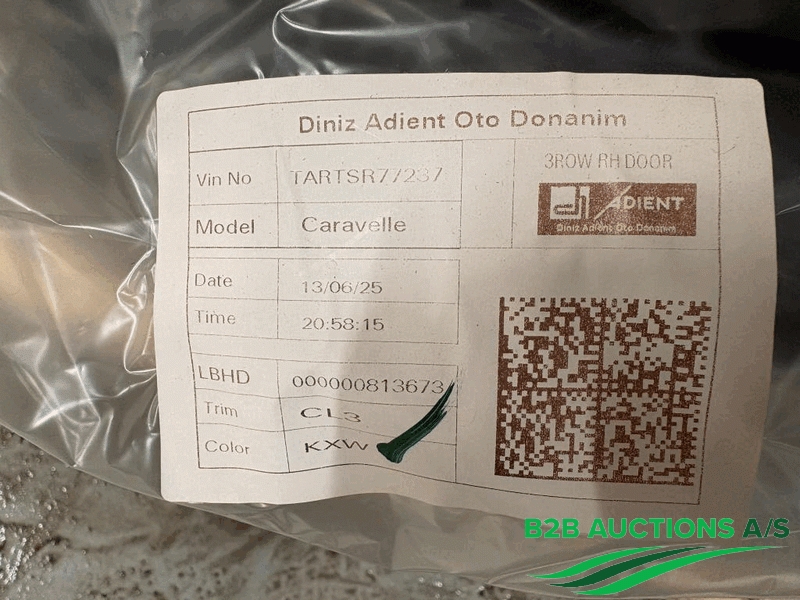 Diniz Adient Oto Donanim
Vin No TARTSR77237
3ROW RH DOOR
Model Caravelle
di ADIENT
Diniz Adient Oto Donanim
Date 13/06/25
Time 20:58:15
LBHD 000000813673
Trim CL3
Color KXW
B2B AUCTIONS A/S